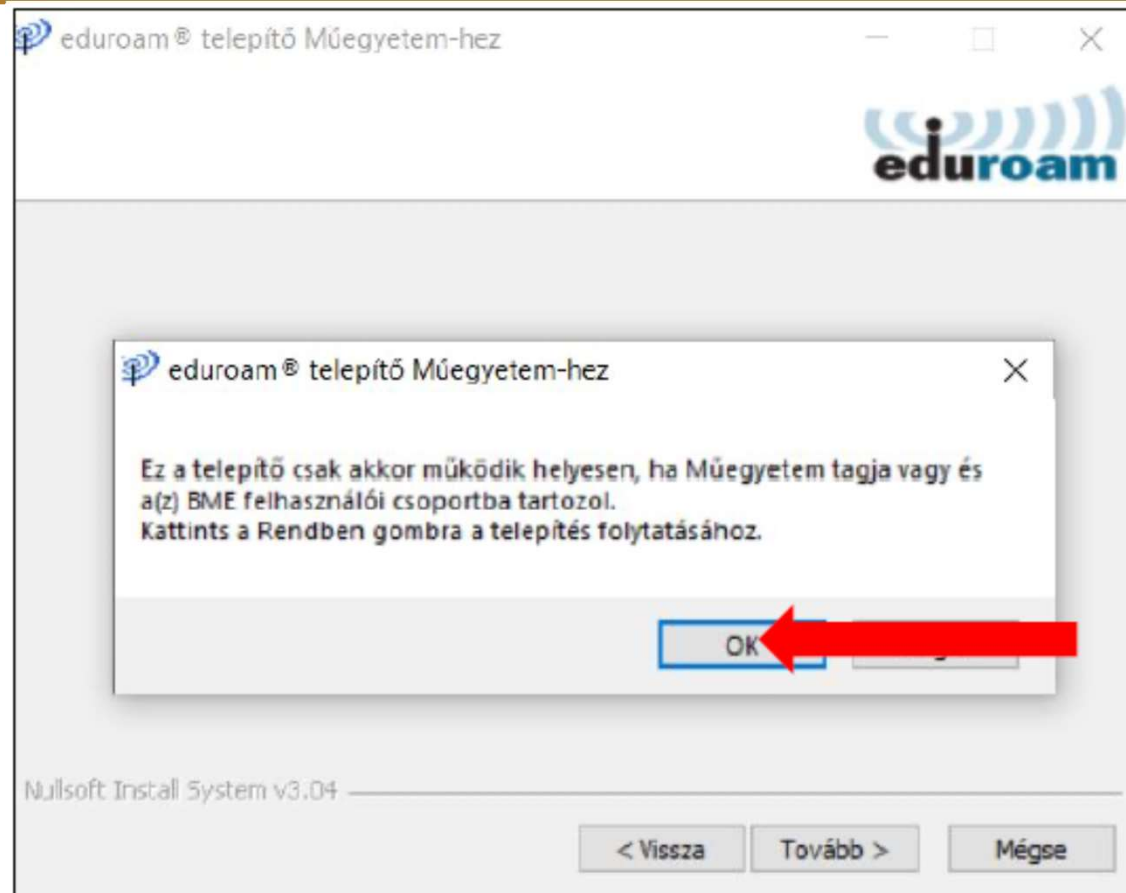 eduroam® telepítő Műegyetem-hez
eduroam
eduroam® telepítő Műegyetem-hez
Ez a telepítő csak akkor működik helyesen, ha Műegyetem tagja vagy és
a(z) BME felhasználói csoportba tartozol.
Kattints a Rendben gombra a telepítés folytatásához.
OK
Nullsoft Install System v3.04
< Vissza Tovább > Mégse